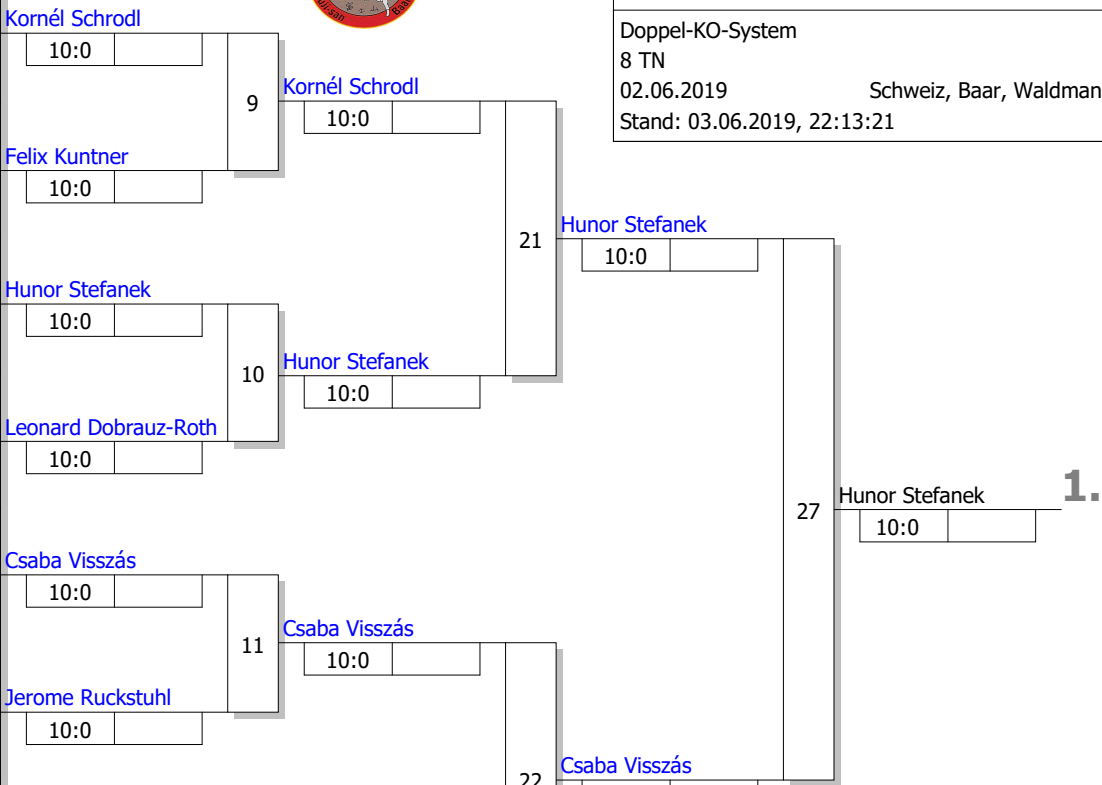 Kornél Schrodl
10:0
9
Kornél Schrodl
10:0
Felix Kuntner
10:0
Doppel-KO-System
8 TN
02.06.2019 Schweiz, Baar, Waldman
Stand: 03.06.2019, 22:13:21
21
Hunor Stefanek
10:0
Hunor Stefanek
10:0
10
Hunor Stefanek
10:0
Leonard Dobrauz-Roth
10:0
27
Hunor Stefanek
10:0
1.
Csaba Visszás
10:0
11
Csaba Visszás
10:0
Jerome Ruckstuhl
10:0
22
Csaba Visszás